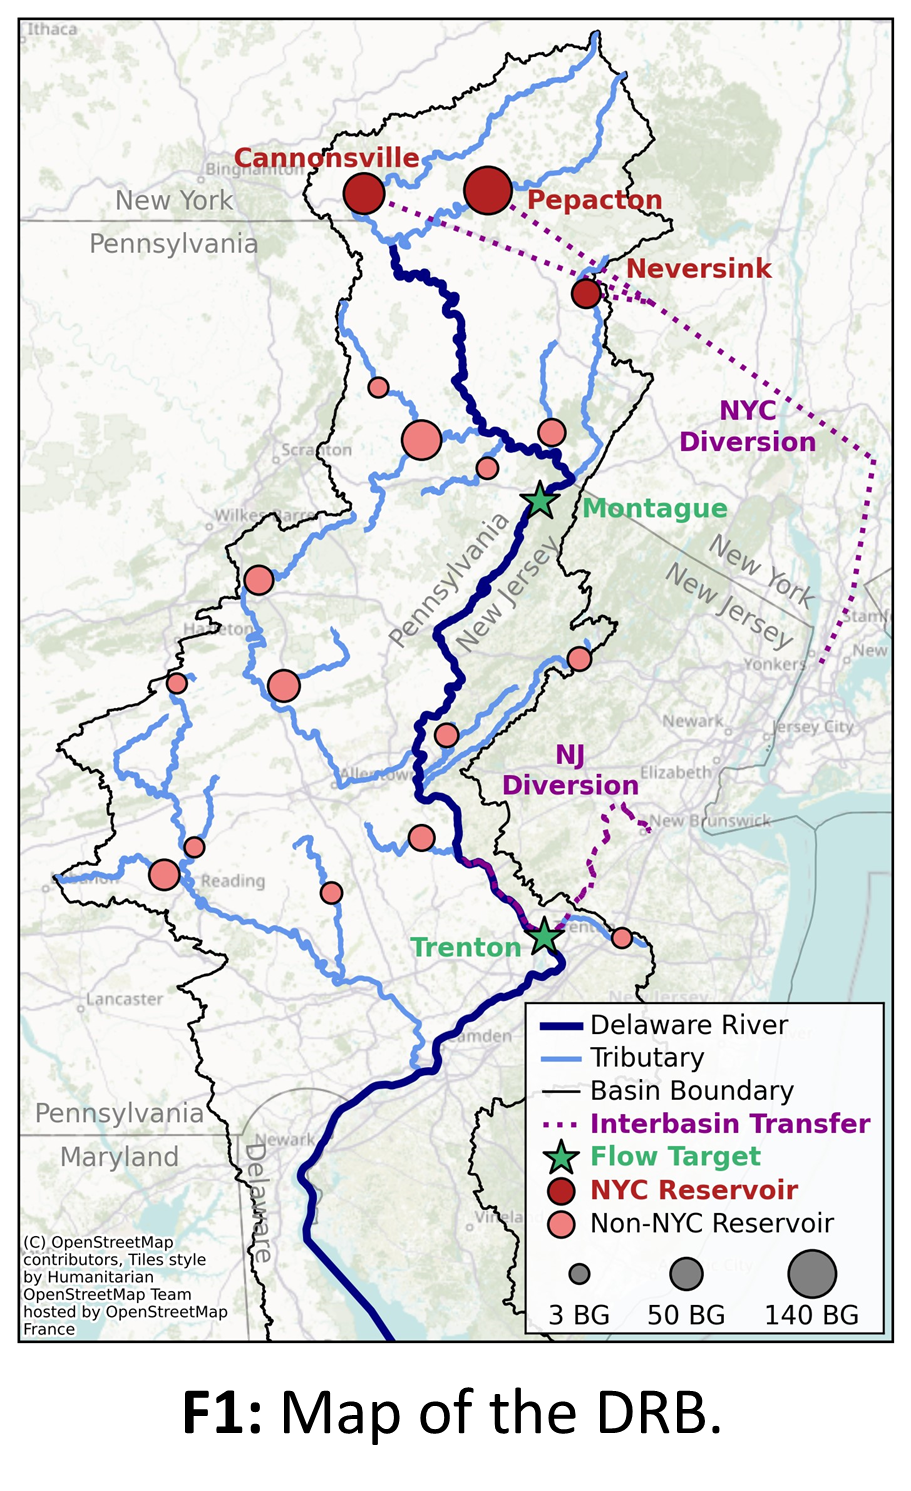 Ithaca
Cannonsville
Binghamton
New York
Pepacton
Pennsylvania
Neversink
NYC
Diversion
Scranton
Montague
Wilkes-Barre
Pennsylvania
New Jersey
New York
New Jersey
Stamf
Hazleton
Yonkers
New
Newark
Jersey City
NJ
Diversion
Elizabeth
Allentown
New Brunswick
Lebanon
Reading
Trenton
Trent
Lancaster
New Jersey
Camden
Delaware River
Tributary
Basin Boundary
Interbasin Transfer
Flow Target
NYC Reservoir
Non-NYC Reservoir
3 BG
50 BG
140 BG
Pennsylvania
Maryland
Newark
Delaware
Vineland
(C) OpenStreetMap
contributors, Tiles style
by Humanitarian
OpenStreetMap Team
hosted by OpenStreetMap
France
F1: Map of the DRB.